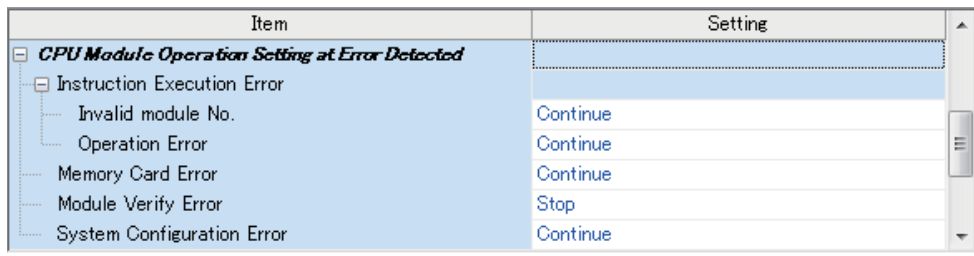 Item Setting
CPU Module Operation Setting at Error Detected
Instruction Execution Error
Invalid module No. Continue
Operation Error Continue
Memory Card Error Continue
Module Verify Error Stop
System Configuration Error Continue